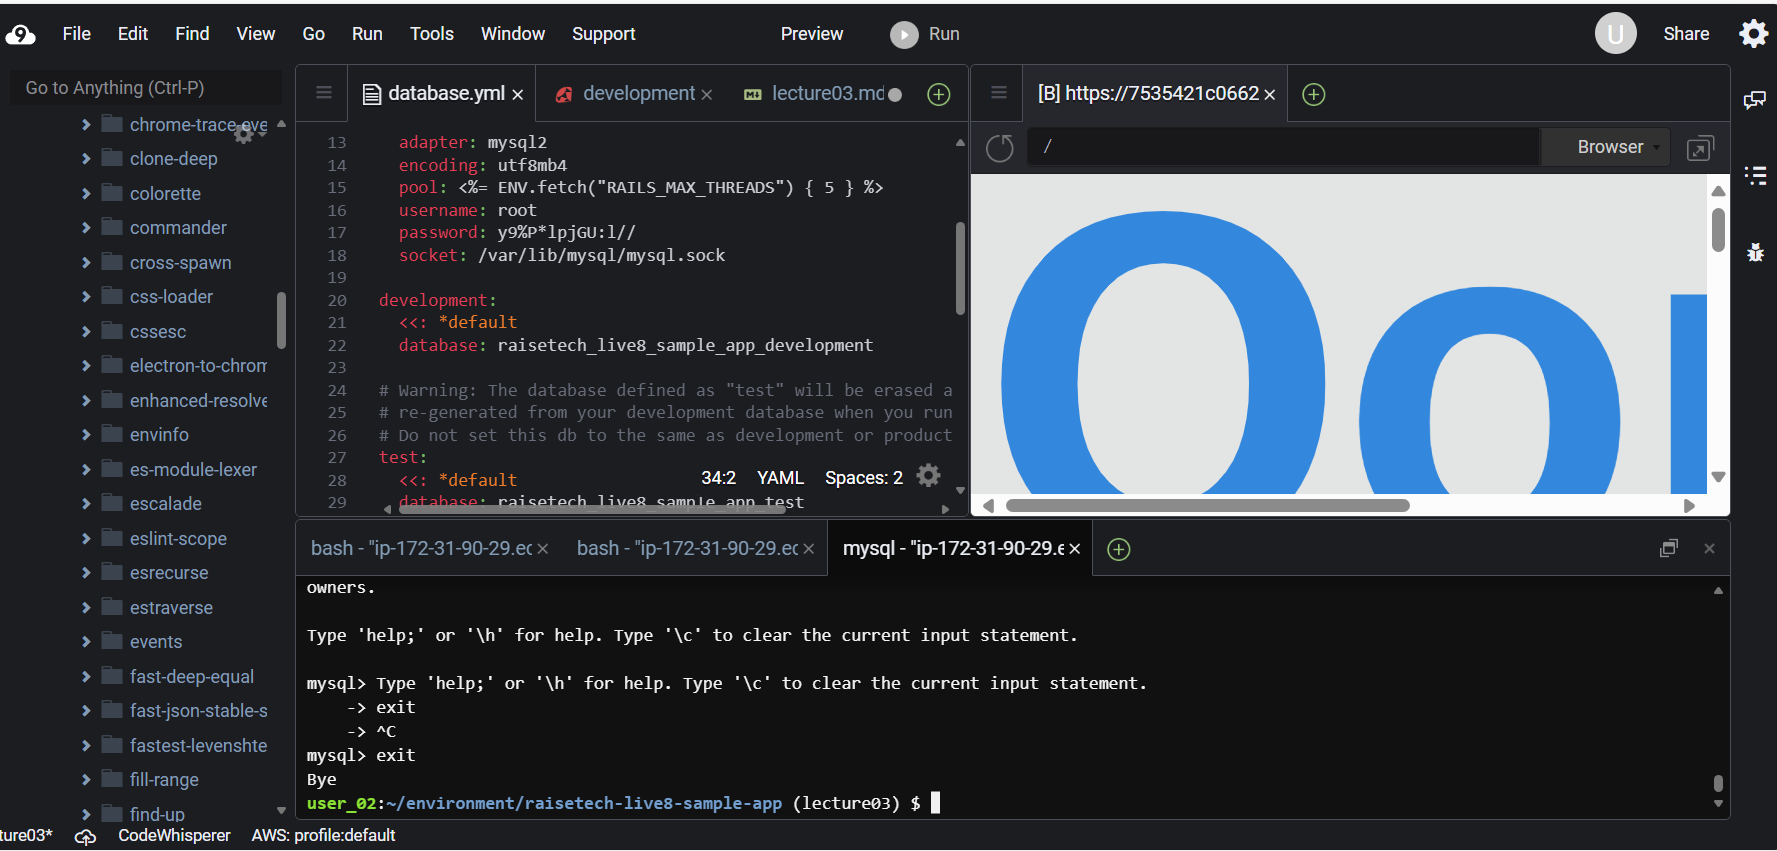 File Edit Find View Go Run Tools Window Support Preview Run U Share
Go to Anything (Ctrl-P)
chrome-trace-eve
clone-deep
colorette
commander
cross-spawn
css-loader
cssesc
electron-to-chrom
enhanced-resolve
envinfo
es-module-lexer
escalade
eslint-scope
esrecurse
estraverse
events
fast-deep-equal
fast-json-stable-s
fastest-levenshte
fill-range
find-up
database.yml × development × lecture03.md
13 adapter: mysql2
14 encoding: utf8mb4
15 pool: <%= ENV.fetch("RAILS_MAX_THREADS") { 5 } %>
16 username: root
17 password: y9%P*lpjGU:l//
18 socket: /var/lib/mysql/mysql.sock
19
20 development:
21 <<: *default
22 database: raisetech_live8_sample_app_development
23
24 # Warning: The database defined as "test" will be erased a
25 # re-generated from your development database when you run
26 # Do not set this db to the same as development or product
27 test:
28 <<: *default
29 database: raisetech_live8_sample_app_test
34:2 YAML Spaces: 2
[B] https://7535421c0662 ×
/ Browser
Oo
bash - "ip-172-31-90-29.ec × bash - "ip-172-31-90-29.ec × mysql - "ip-172-31-90-29.e ×
owners.
Type 'help;' or '\h' for help. Type '\c' to clear the current input statement.
mysql> Type 'help;' or '\h' for help. Type '\c' to clear the current input statement.
-> exit
-> ^C
mysql> exit
Bye
user_02:~/environment/raisetech-live8-sample-app (lecture03) $
ture03* CodeWhisperer AWS: profile:default